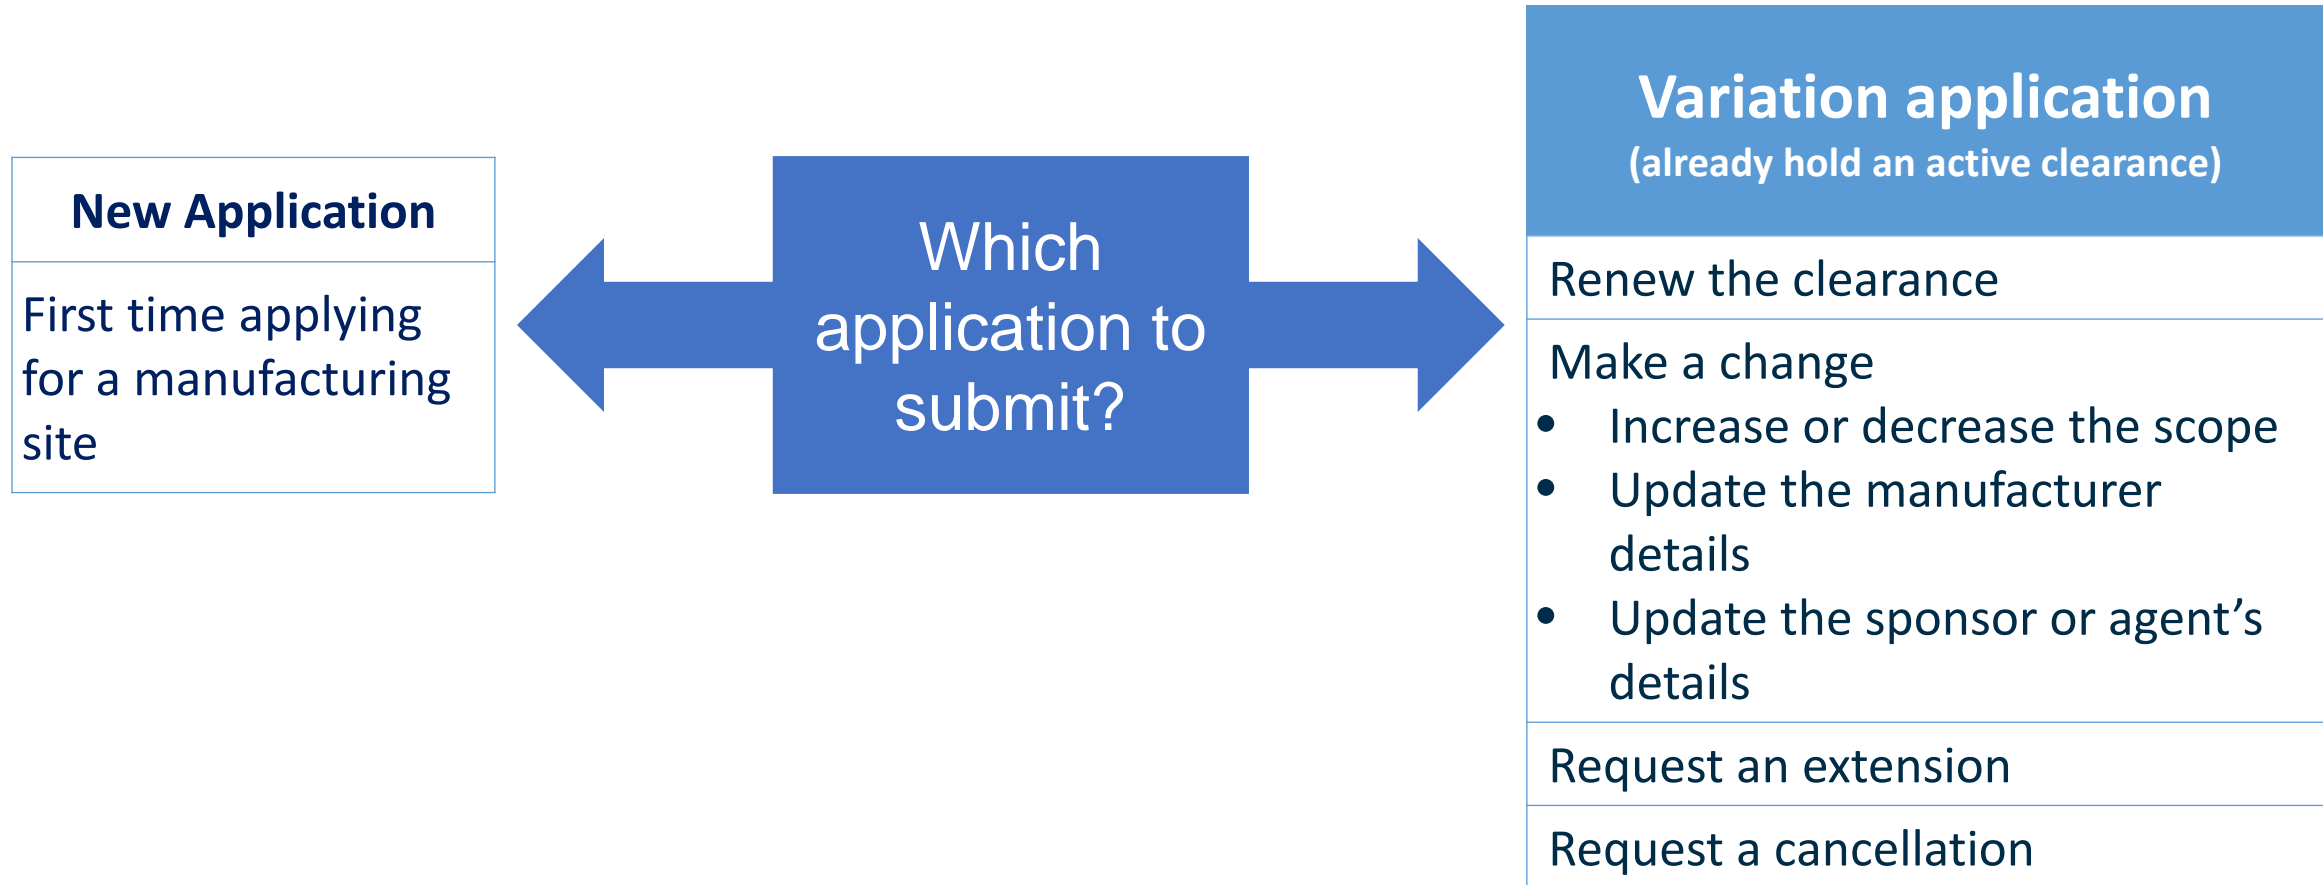 New Application
First time applying
for a manufacturing
site
Which
application to
submit?
Variation application
(already hold an active clearance)
Renew the clearance
Make a change
• Increase or decrease the scope
• Update the manufacturer
details
• Update the sponsor or agent’s
details
Request an extension
Request a cancellation